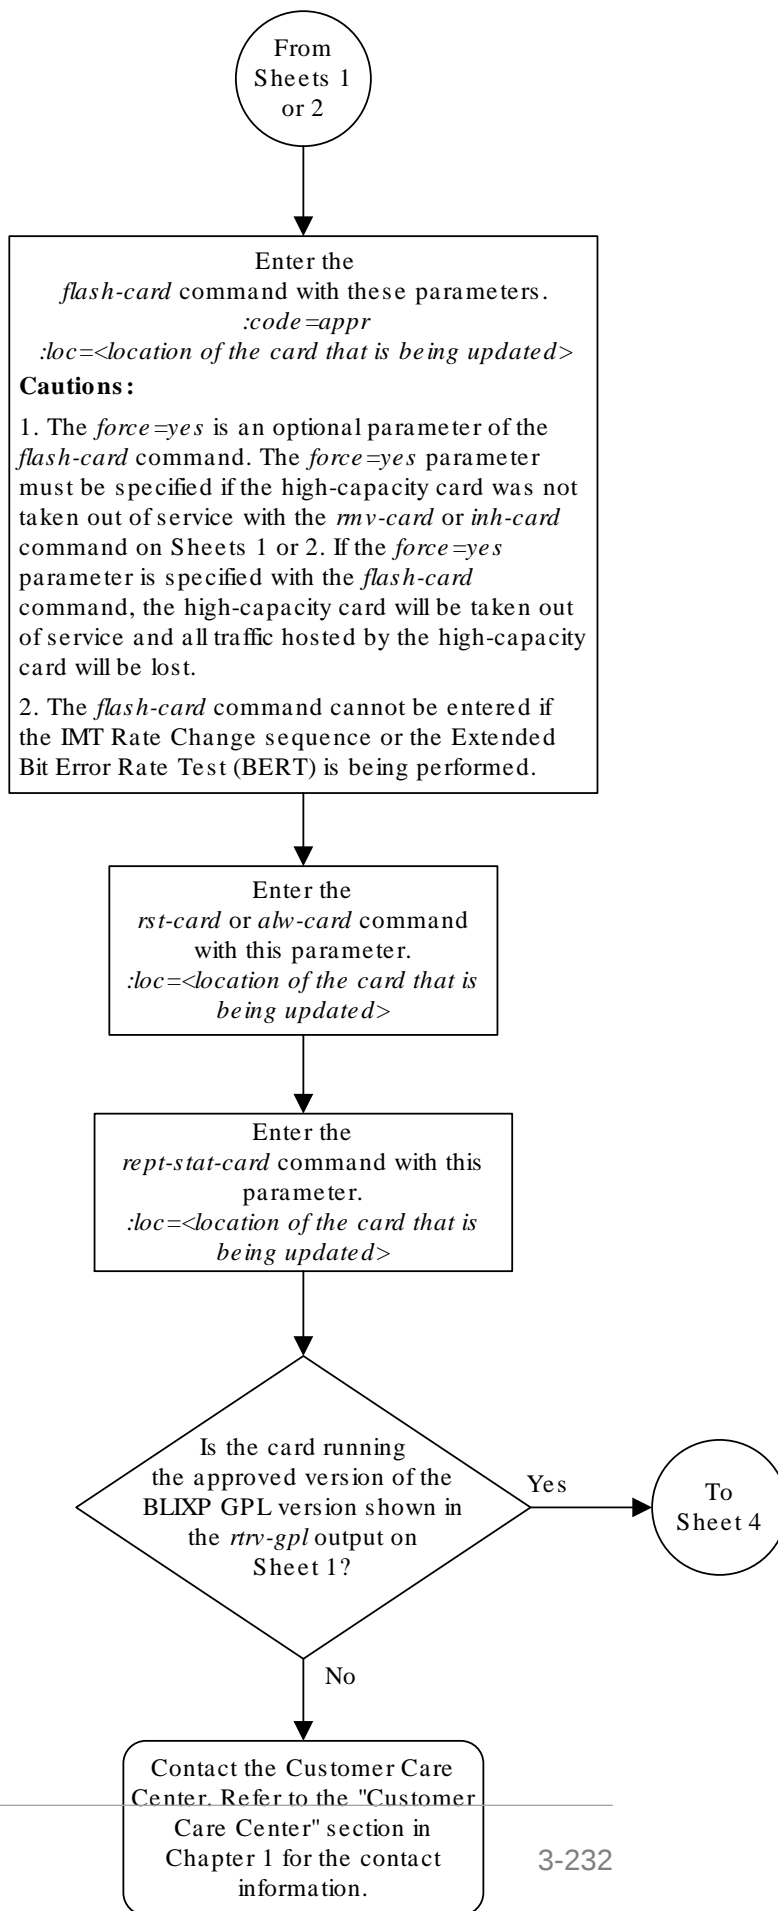 From
Sheets 1
or 2
Enter the
flash-card command with these parameters.
:code=appr
:loc=<location of the card that is being updated>
Cautions:
1. The force=yes is an optional parameter of the
flash-card command. The force=yes parameter
must be specified if the high-capacity card was not
taken out of service with the rmv-card or inh-card
command on Sheets 1 or 2. If the force=yes
parameter is specified with the flash-card
command, the high-capacity card will be taken out
of service and all traffic hosted by the high-capacity
card will be lost.
2. The flash-card command cannot be entered if
the IMT Rate Change sequence or the Extended
Bit Error Rate Test (BERT) is being performed.
Enter the
rst-card or alw-card command
with this parameter.
:loc=<location of the card that is
being updated>
Enter the
rept-stat-card command with this
parameter.
:loc=<location of the card that is
being updated>
Is the card running
the approved version of the
BLIXP GPL version shown in
the rtrv-gpl output on
Sheet 1?
Yes
To
Sheet 4
No
Contact the Customer Care
Center. Refer to the "Customer
Care Center" section in
Chapter 1 for the contact
information.
3-232